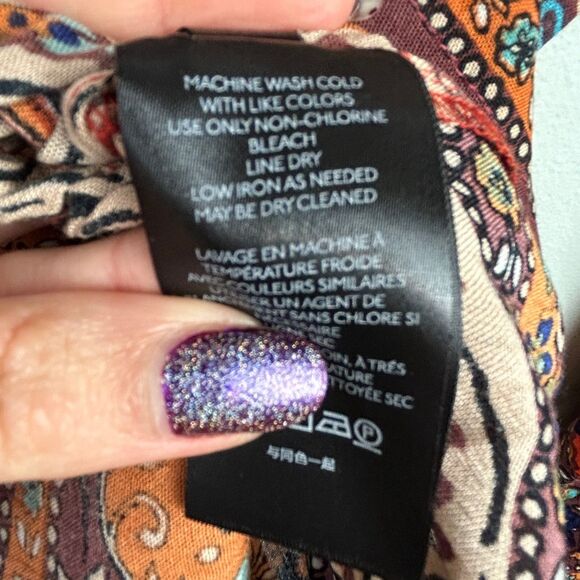 MACHINE WASH COLD
WITH LIKE COLORS
USE ONLY NON-CHLORINE
BLEACH
LINE DRY
LOW IRON AS NEEDED
MAY BE DRY CLEANED
LAVAGE EN MACHINE À
TEMPÉRATURE FROIDE
COULEURS SIMILAIRES
UN AGENT DE
SANS CHLORE SI
SEC
À TRÉS
SEC
P
与同色一起